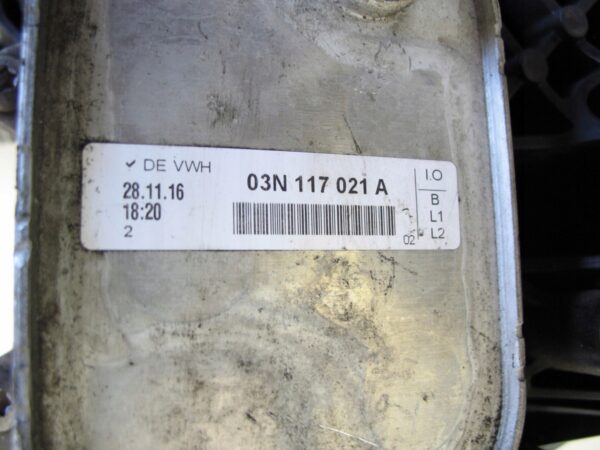 ✓ DE VWH
28.11.16
18:20
2
03N 117 021 A
02
I.O
B
L1
L2